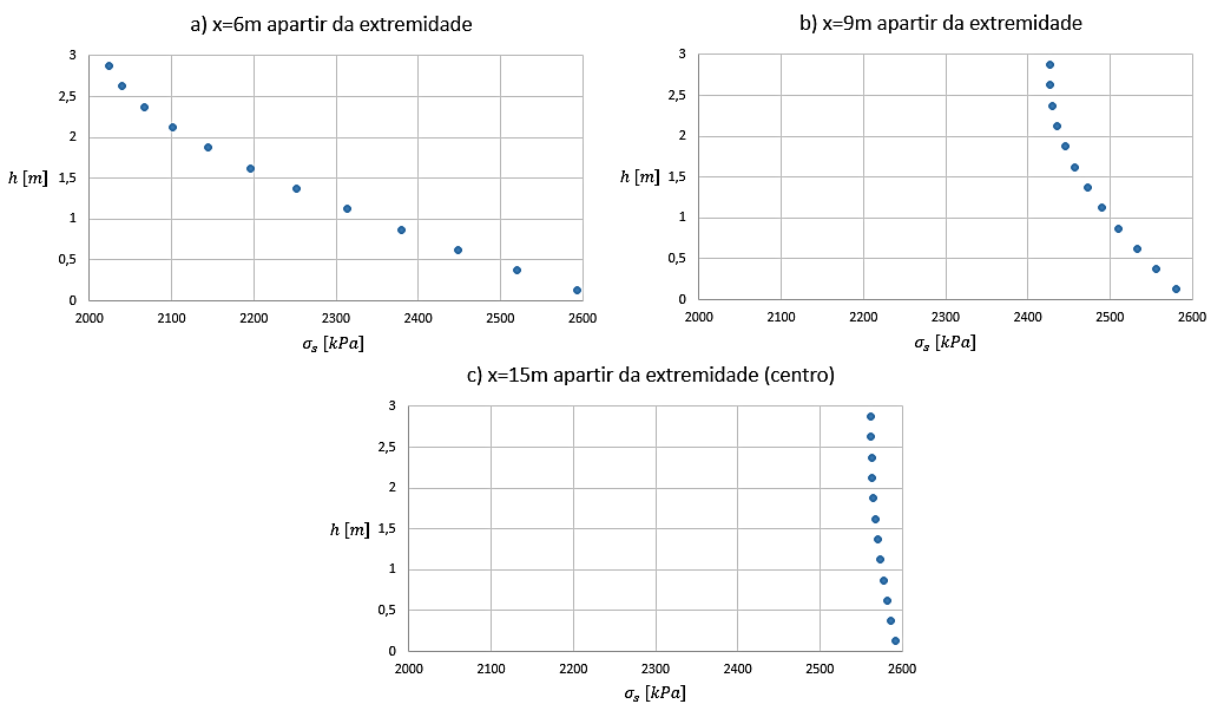 a) x=6m apartir da extremidade
3
2,5
2
1,5
1
0,5
0
h [m]
2000 2100 2200 2300 2400 2500 2600
σs [kPa]
b) x=9m apartir da extremidade
3
2,5
2
1,5
1
0,5
0
h [m]
2000 2100 2200 2300 2400 2500 2600
σs [kPa]
c) x=15m apartir da extremidade (centro)
3
2,5
2
1,5
1
0,5
0
h [m]
2000 2100 2200 2300 2400 2500 2600
σs [kPa]